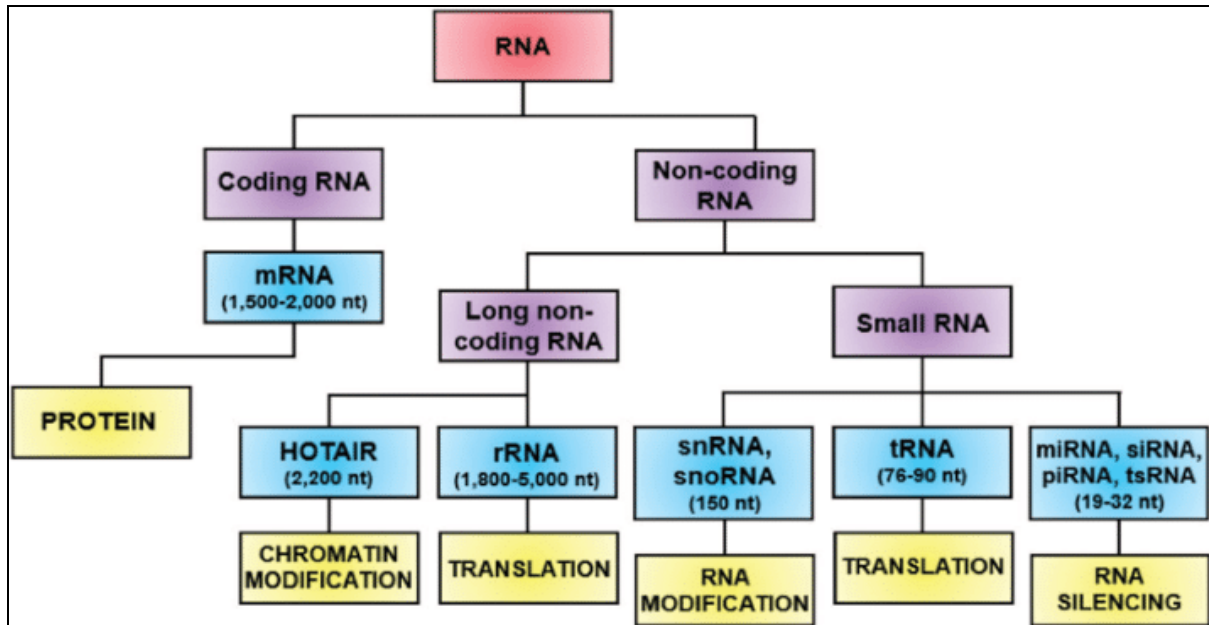 RNA
Coding RNA
Non-coding
RNA
mRNA
(1,500-2,000 nt)
Long non-
coding RNA
Small RNA
PROTEIN
HOTAIR
(2,200 nt)
rRNA
(1,800-5,000 nt)
snRNA,
snoRNA
(150 nt)
tRNA
(76-90 nt)
miRNA, siRNA,
piRNA, tsRNA
(19-32 nt)
CHROMATIN
MODIFICATION
TRANSLATION
RNA
MODIFICATION
TRANSLATION
RNA
SILENCING